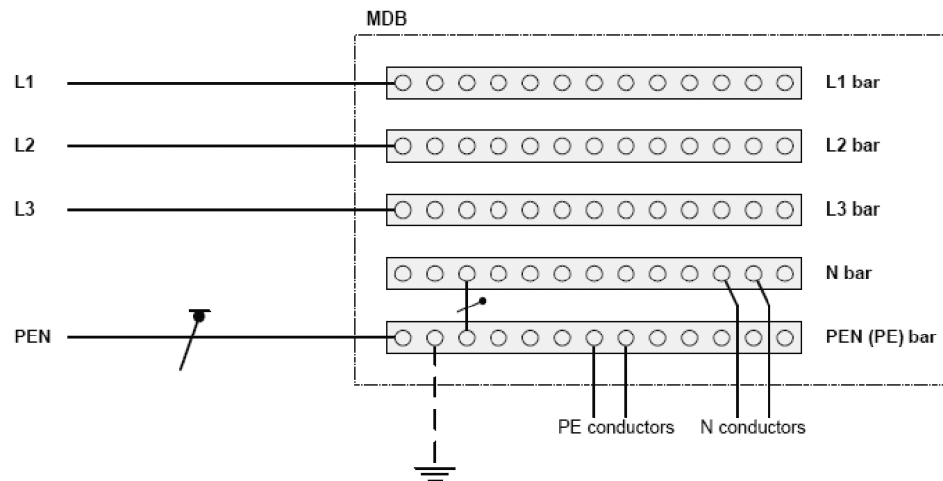 MDB
L1
L1 bar
L2
L2 bar
L3
L3 bar
N bar
PEN
PEN (PE) bar
PE conductors
N conductors